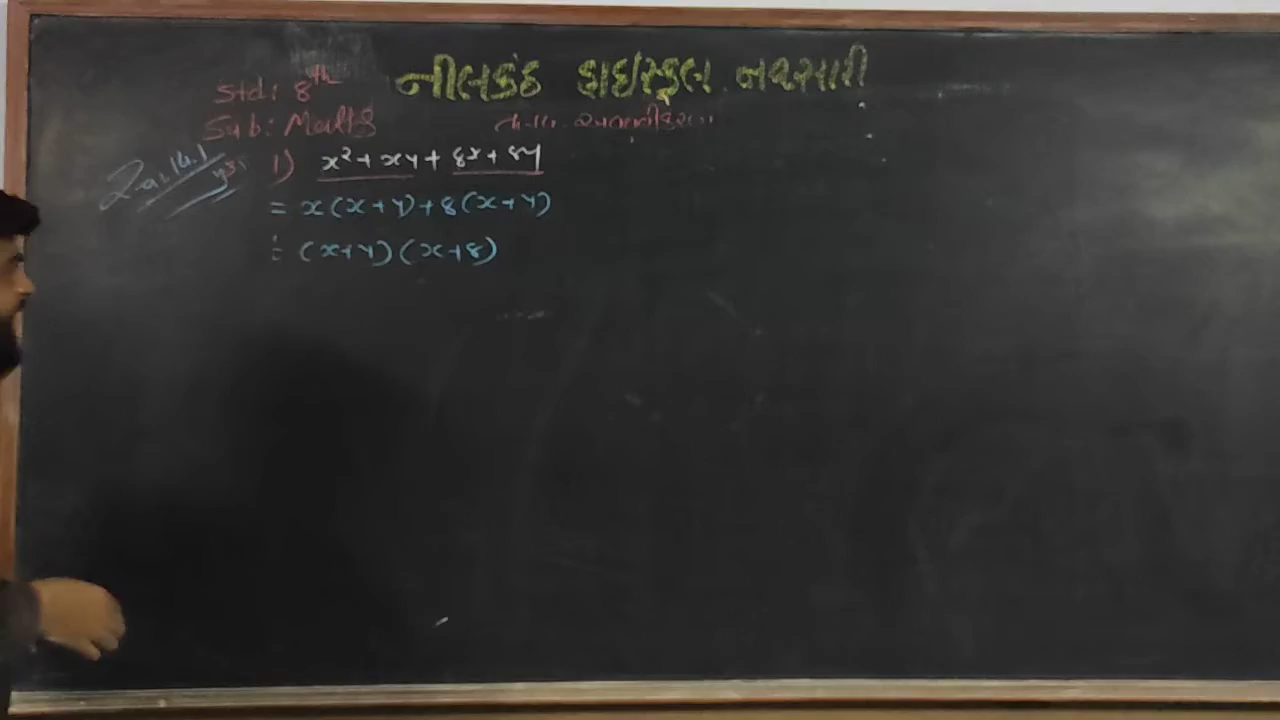 નીલકંઠ હાઇસ્કુલ નવસારી
Std: 8th
Sub: Maths
1) x² + xy + 8x + 8y
= x(x+y) + 8(x+y)
= (x+y)(x+8)